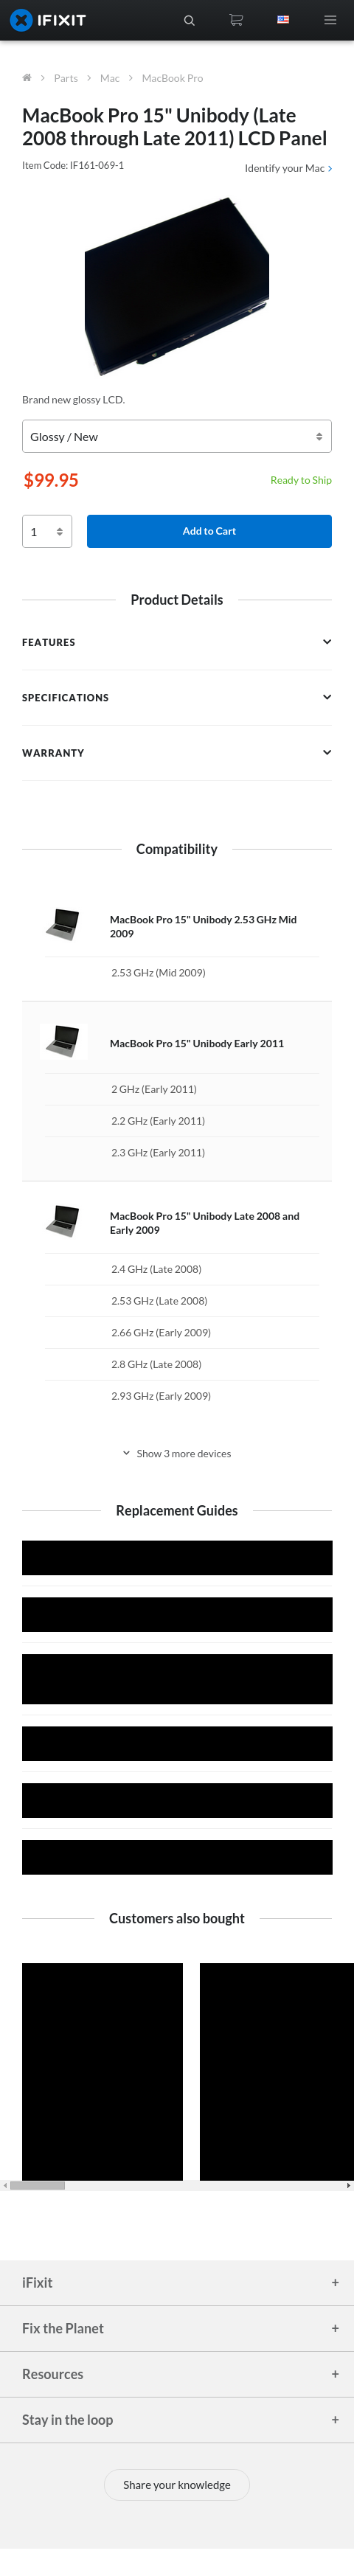 IFIXIT
Parts
Mac
MacBook Pro
MacBook Pro 15" Unibody (Late
2008 through Late 2011) LCD Panel
Item Code: IF161-069-1
Identify your Mac
Brand new glossy LCD.
Glossy / New
$99.95
Ready to Ship
1
Add to Cart
Product Details
FEATURES
SPECIFICATIONS
WARRANTY
Compatibility
MacBook Pro 15" Unibody 2.53 GHz Mid
2009
2.53 GHz (Mid 2009)
MacBook Pro 15" Unibody Early 2011
2 GHz (Early 2011)
2.2 GHz (Early 2011)
2.3 GHz (Early 2011)
MacBook Pro 15" Unibody Late 2008 and
Early 2009
2.4 GHz (Late 2008)
2.53 GHz (Late 2008)
2.66 GHz (Early 2009)
2.8 GHz (Late 2008)
2.93 GHz (Early 2009)
Show 3 more devices
Replacement Guides
Customers also bought
iFixit +
Fix the Planet +
Resources +
Stay in the loop +
Share your knowledge